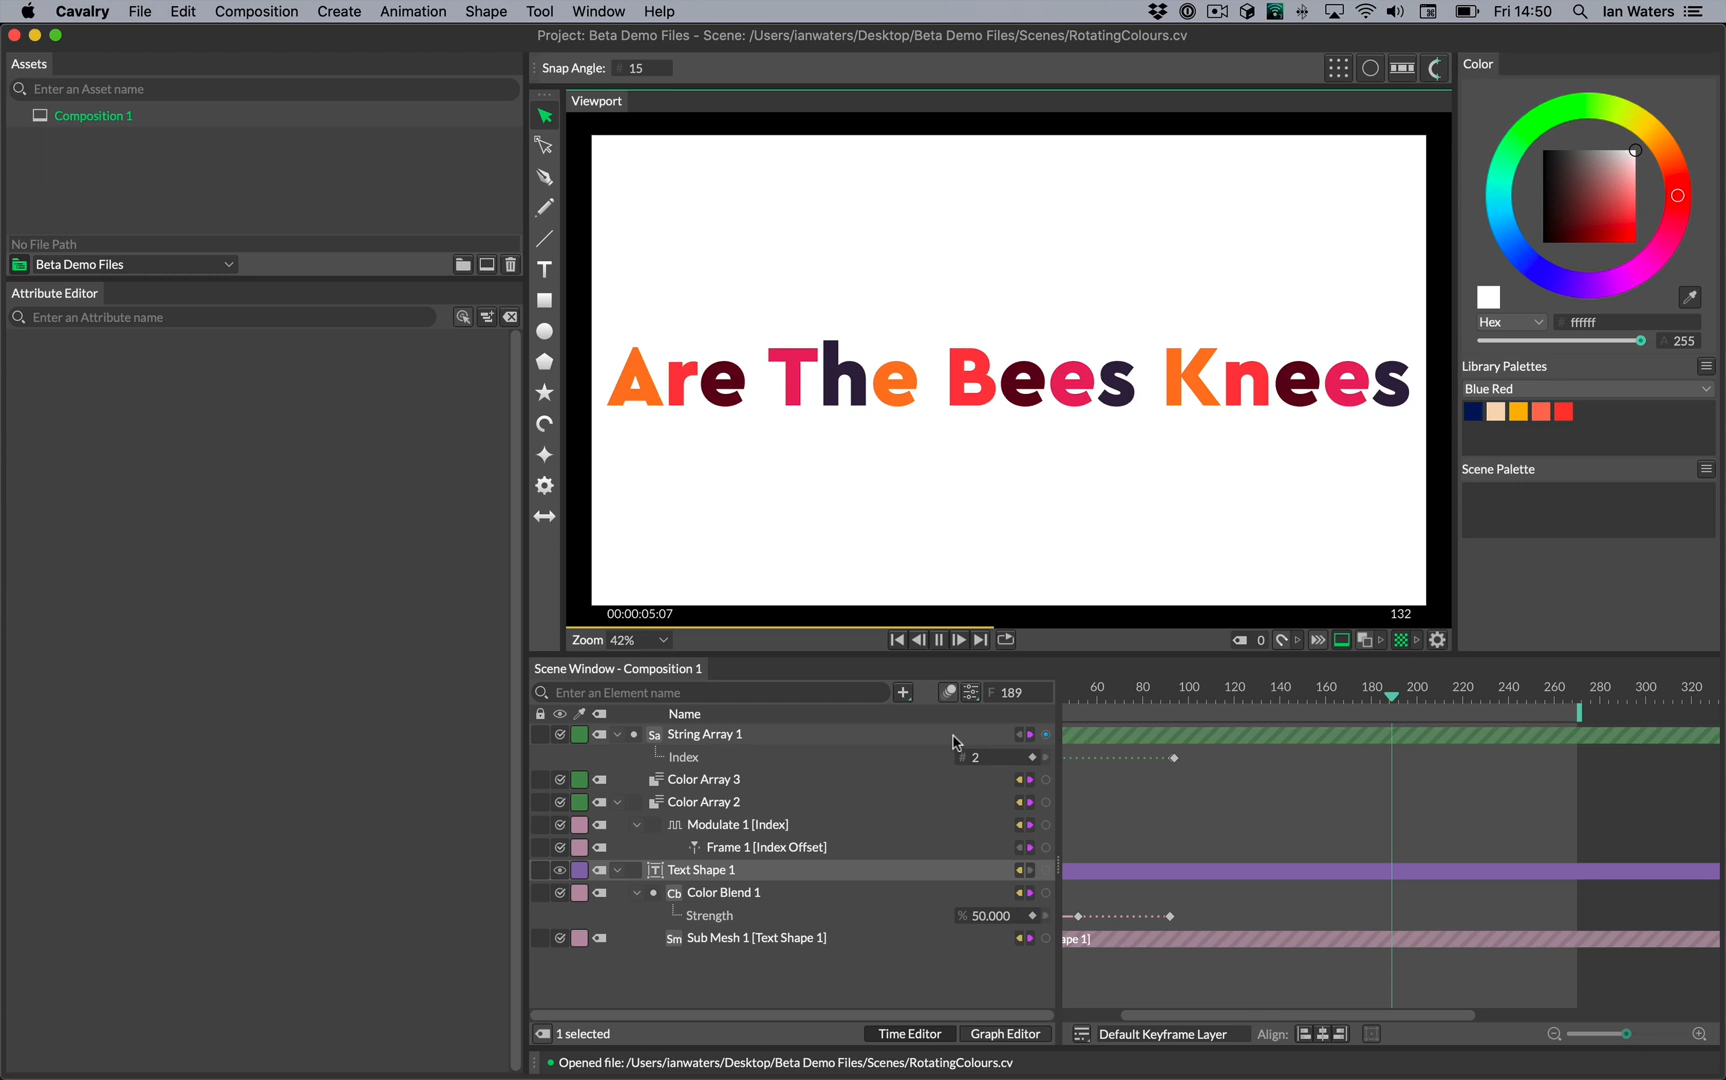 Cavalry File Edit Composition Create Animation Shape Tool Window Help Fri 14:50 Ian Waters
Project: Beta Demo Files - Scene: /Users/ianwaters/Desktop/Beta Demo Files/Scenes/RotatingColours.cv
Assets
Enter an Asset name
Composition 1
No File Path
Beta Demo Files
Attribute Editor
Enter an Attribute name
Snap Angle: # 15
Viewport
Are The Bees Knees
00:00:05:07 132
Zoom 42%
0
Color
Hex # ffffff
A 255
Library Palettes
Blue Red
Scene Palette
Scene Window - Composition 1
Enter an Element name F 189
60 80 100 120 140 160 180 200 220 240 260 280 300 320
Name
Sa String Array 1
Index # 2
Color Array 3
Color Array 2
Modulate 1 [Index]
Frame 1 [Index Offset]
T Text Shape 1
Cb Color Blend 1
Strength % 50.000
Sm Sub Mesh 1 [Text Shape 1]
ape 1]
1 selected
Time Editor Graph Editor
Default Keyframe Layer Align:
Opened file: /Users/ianwaters/Desktop/Beta Demo Files/Scenes/RotatingColours.cv